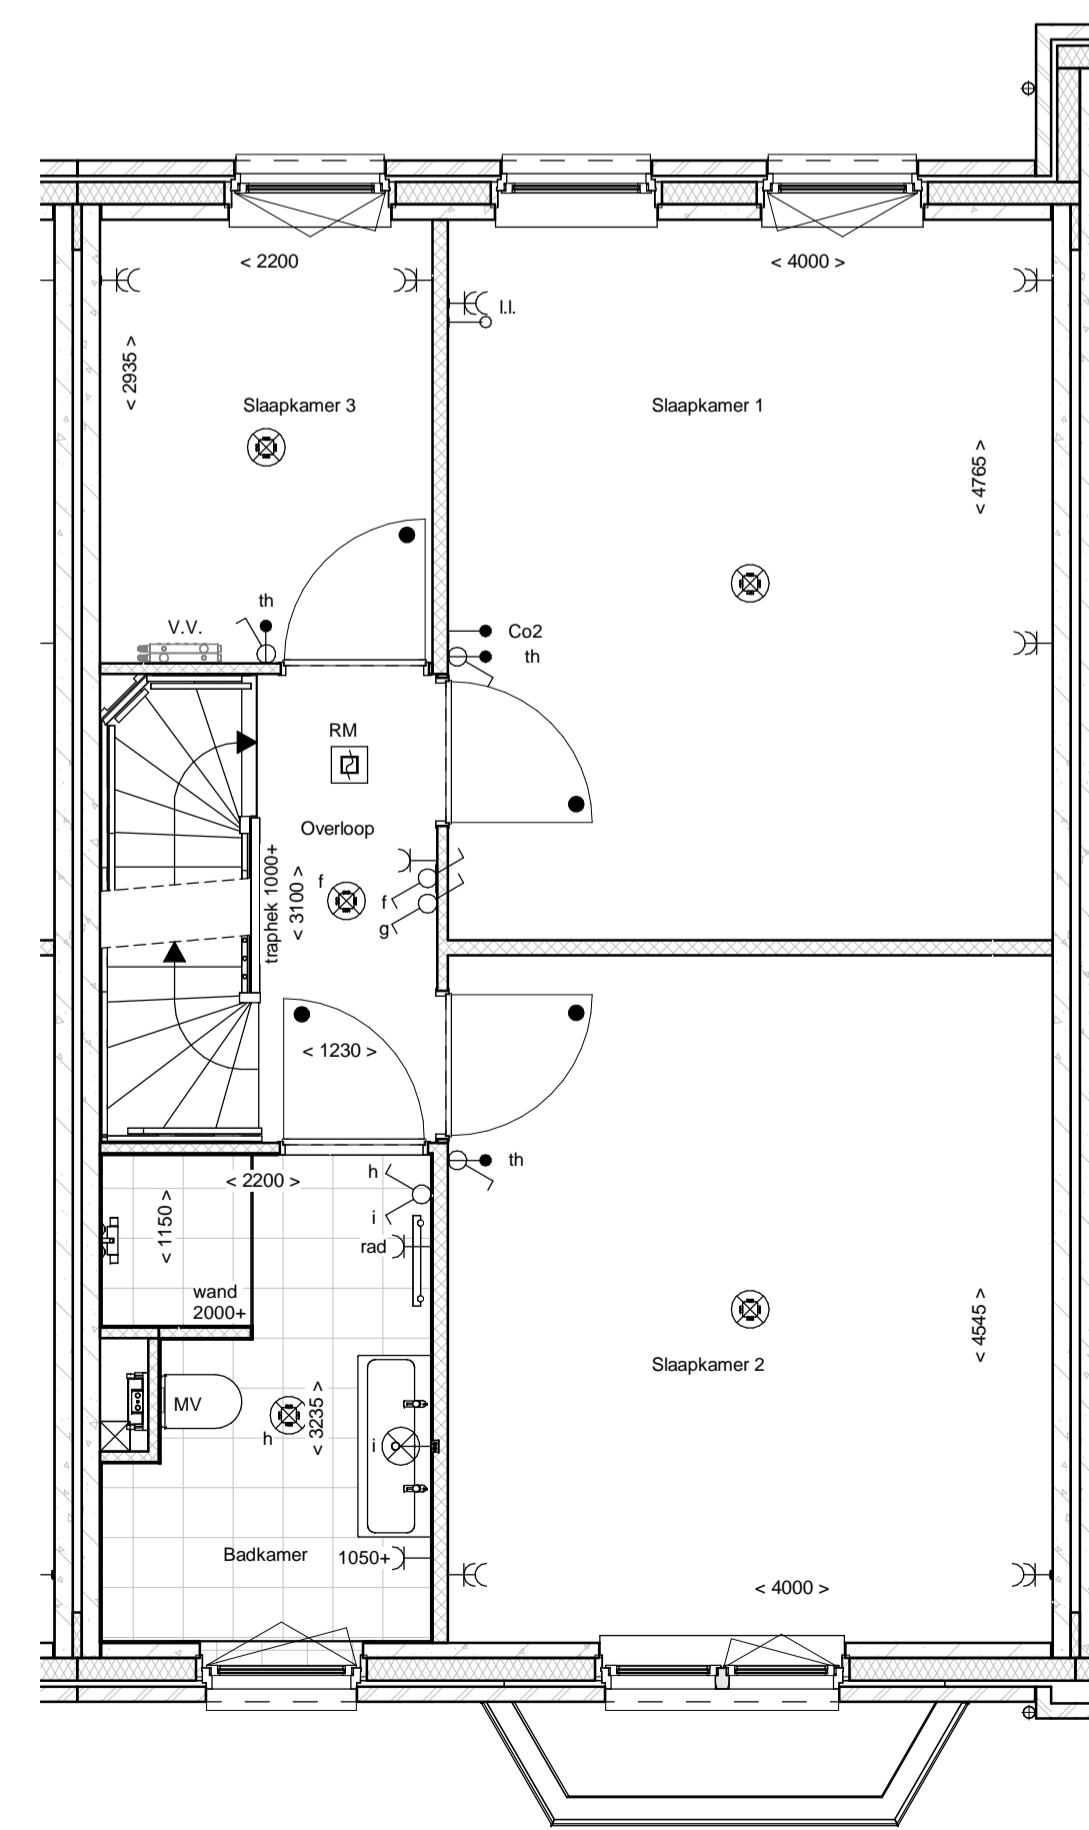 < 2200
< 4000 >
l.l.
< 2935 >
Slaapkamer 3
Slaapkamer 1
< 4765 >
th
V.V.
Co2
th
RM
Overloop
traphek 1000+
< 3100 >
f
f
g
< 1230 >
th
< 2200 >
h
i
< 1150 >
rad
wand
2000+
< 4545 >
Slaapkamer 2
MV
h
< 3235 >
i
Badkamer
1050+
< 4000 >